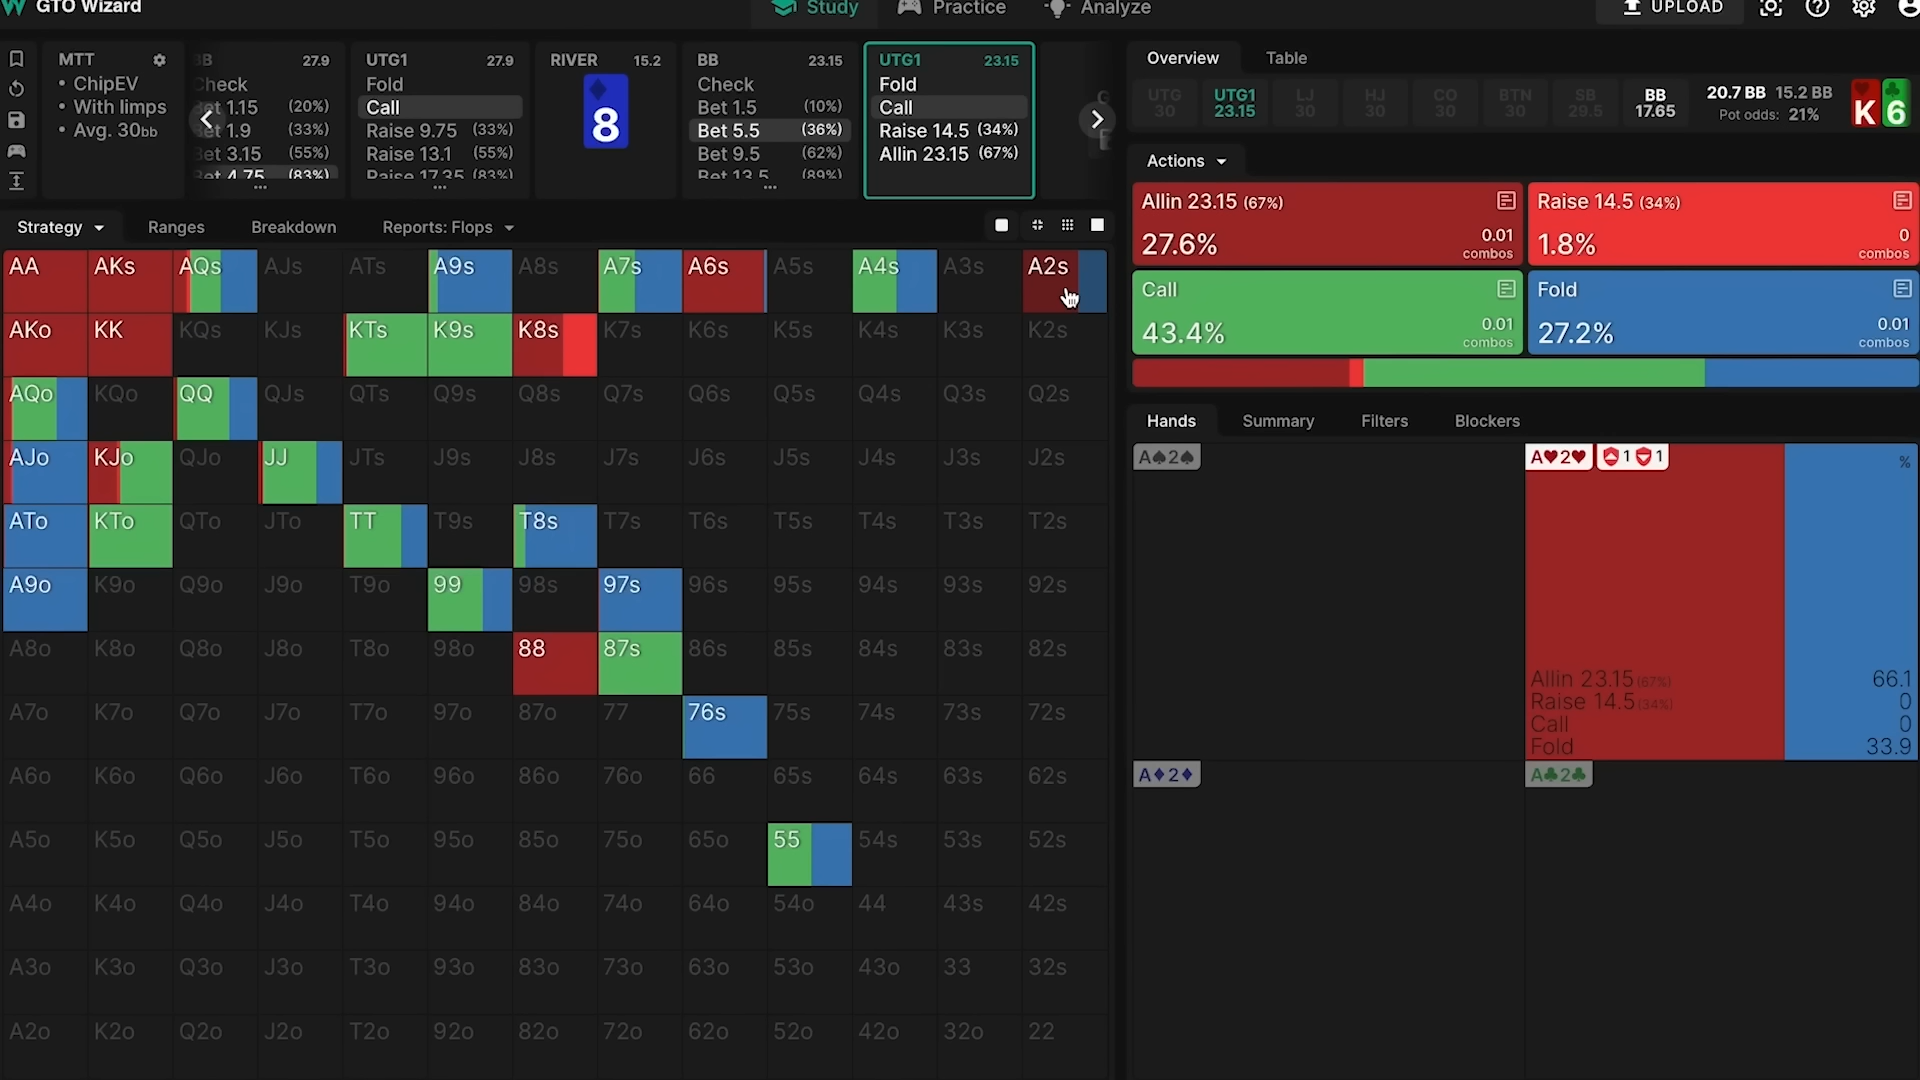 GTO Wizard
Study
Practice
Analyze
UPLOAD
MTT
• ChipEV
• With limps
• Avg. 30bb
BB 27.9
Check
Bet 1.15 (20%)
Bet 1.9 (33%)
Bet 3.15 (55%)
Bet 4.75 (83%)
UTG1 27.9
Fold
Call
Raise 9.75 (33%)
Raise 13.1 (55%)
Raise 17.35 (83%)
RIVER 15.2
8
BB 23.15
Check
Bet 1.5 (10%)
Bet 5.5 (36%)
Bet 9.5 (62%)
Bet 13.5 (89%)
UTG1 23.15
Fold
Call
Raise 14.5 (34%)
Allin 23.15 (67%)
Overview Table
UTG UTG1 LJ HJ CO BTN SB BB
30 23.15 30 30 30 30 29.5 17.65
20.7 BB 15.2 BB
Pot odds: 21%
K 6
Strategy Ranges Breakdown Reports: Flops
AA AKs AQs AJs ATs A9s A8s A7s A6s A5s A4s A3s A2s
AKo KK KQs KJs KTs K9s K8s K7s K6s K5s K4s K3s K2s
AQo KQo QQ QJs QTs Q9s Q8s Q7s Q6s Q5s Q4s Q3s Q2s
AJo KJo QJo JJ JTs J9s J8s J7s J6s J5s J4s J3s J2s
ATo KTo QTo JTo TT T9s T8s T7s T6s T5s T4s T3s T2s
A9o K9o Q9o J9o T9o 99 98s 97s 96s 95s 94s 93s 92s
A8o K8o Q8o J8o T8o 98o 88 87s 86s 85s 84s 83s 82s
A7o K7o Q7o J7o T7o 97o 87o 77 76s 75s 74s 73s 72s
A6o K6o Q6o J6o T6o 96o 86o 76o 66 65s 64s 63s 62s
A5o K5o Q5o J5o T5o 95o 85o 75o 65o 55 54s 53s 52s
A4o K4o Q4o J4o T4o 94o 84o 74o 64o 54o 44 43s 42s
A3o K3o Q3o J3o T3o 93o 83o 73o 63o 53o 43o 33 32s
A2o K2o Q2o J2o T2o 92o 82o 72o 62o 52o 42o 32o 22
Actions
Allin 23.15 (67%)
27.6%
0.01
combos
Raise 14.5 (34%)
1.8%
0
combos
Call
43.4%
0.01
combos
Fold
27.2%
0.01
combos
Hands Summary Filters Blockers
A♠2♠
A♥2♥ 1 1
%
Allin 23.15 (67%) 66.1
Raise 14.5 (34%) 0
Call 0
Fold 33.9
A♦2♦
A♣2♣